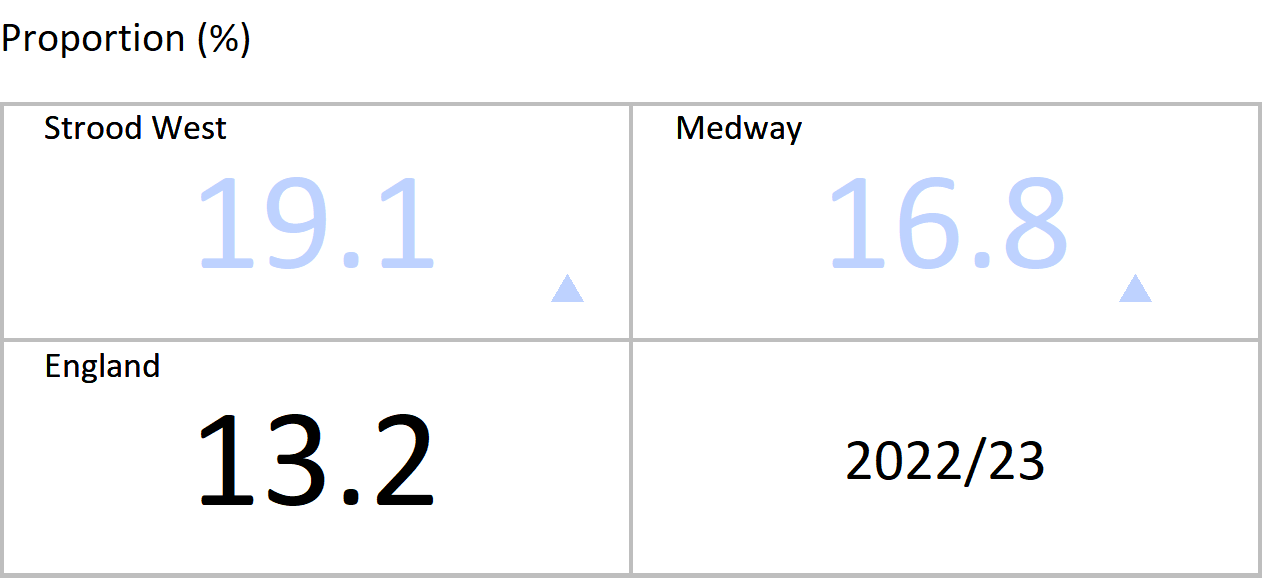 Proportion (%)
Strood West
Medway
19.1
16.8
England
13.2
2022/23